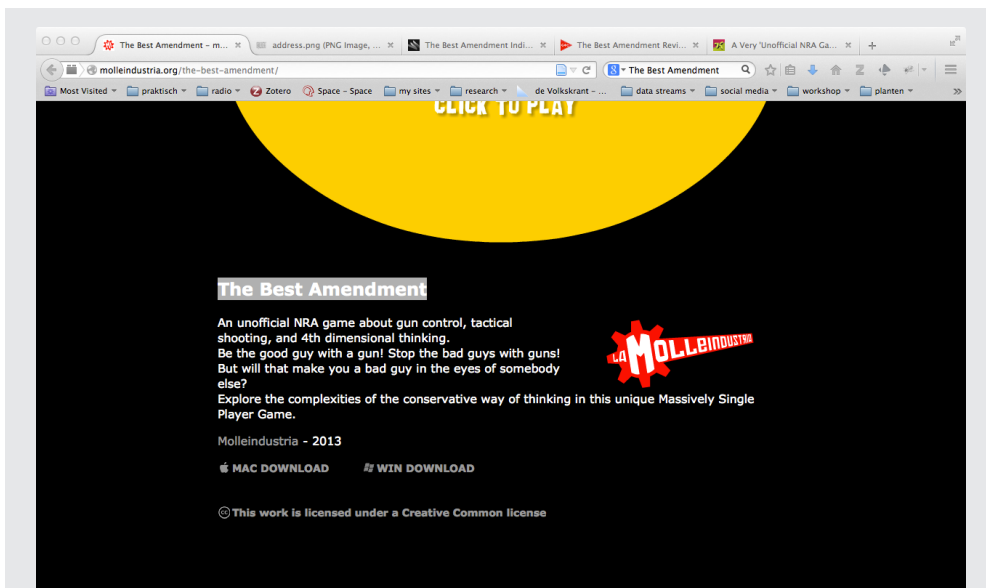 The Best Amendment – m... × address.png (PNG Image, ... × The Best Amendment Indi... × The Best Amendment Revi... × A Very 'Unofficial NRA Ga... × +
molleindustria.org/the-best-amendment/ The Best Amendment
Most Visited praktisch radio Zotero Space – Space my sites research de Volkskrant – ... data streams social media workshop planten »
CLICK TO PLAY
The Best Amendment
An unofficial NRA game about gun control, tactical
shooting, and 4th dimensional thinking.
Be the good guy with a gun! Stop the bad guys with guns!
But will that make you a bad guy in the eyes of somebody
else?
Explore the complexities of the conservative way of thinking in this unique Massively Single
Player Game.
LA MOLLEINDUSTRIA
Molleindustria - 2013
MAC DOWNLOAD WIN DOWNLOAD
This work is licensed under a Creative Common license